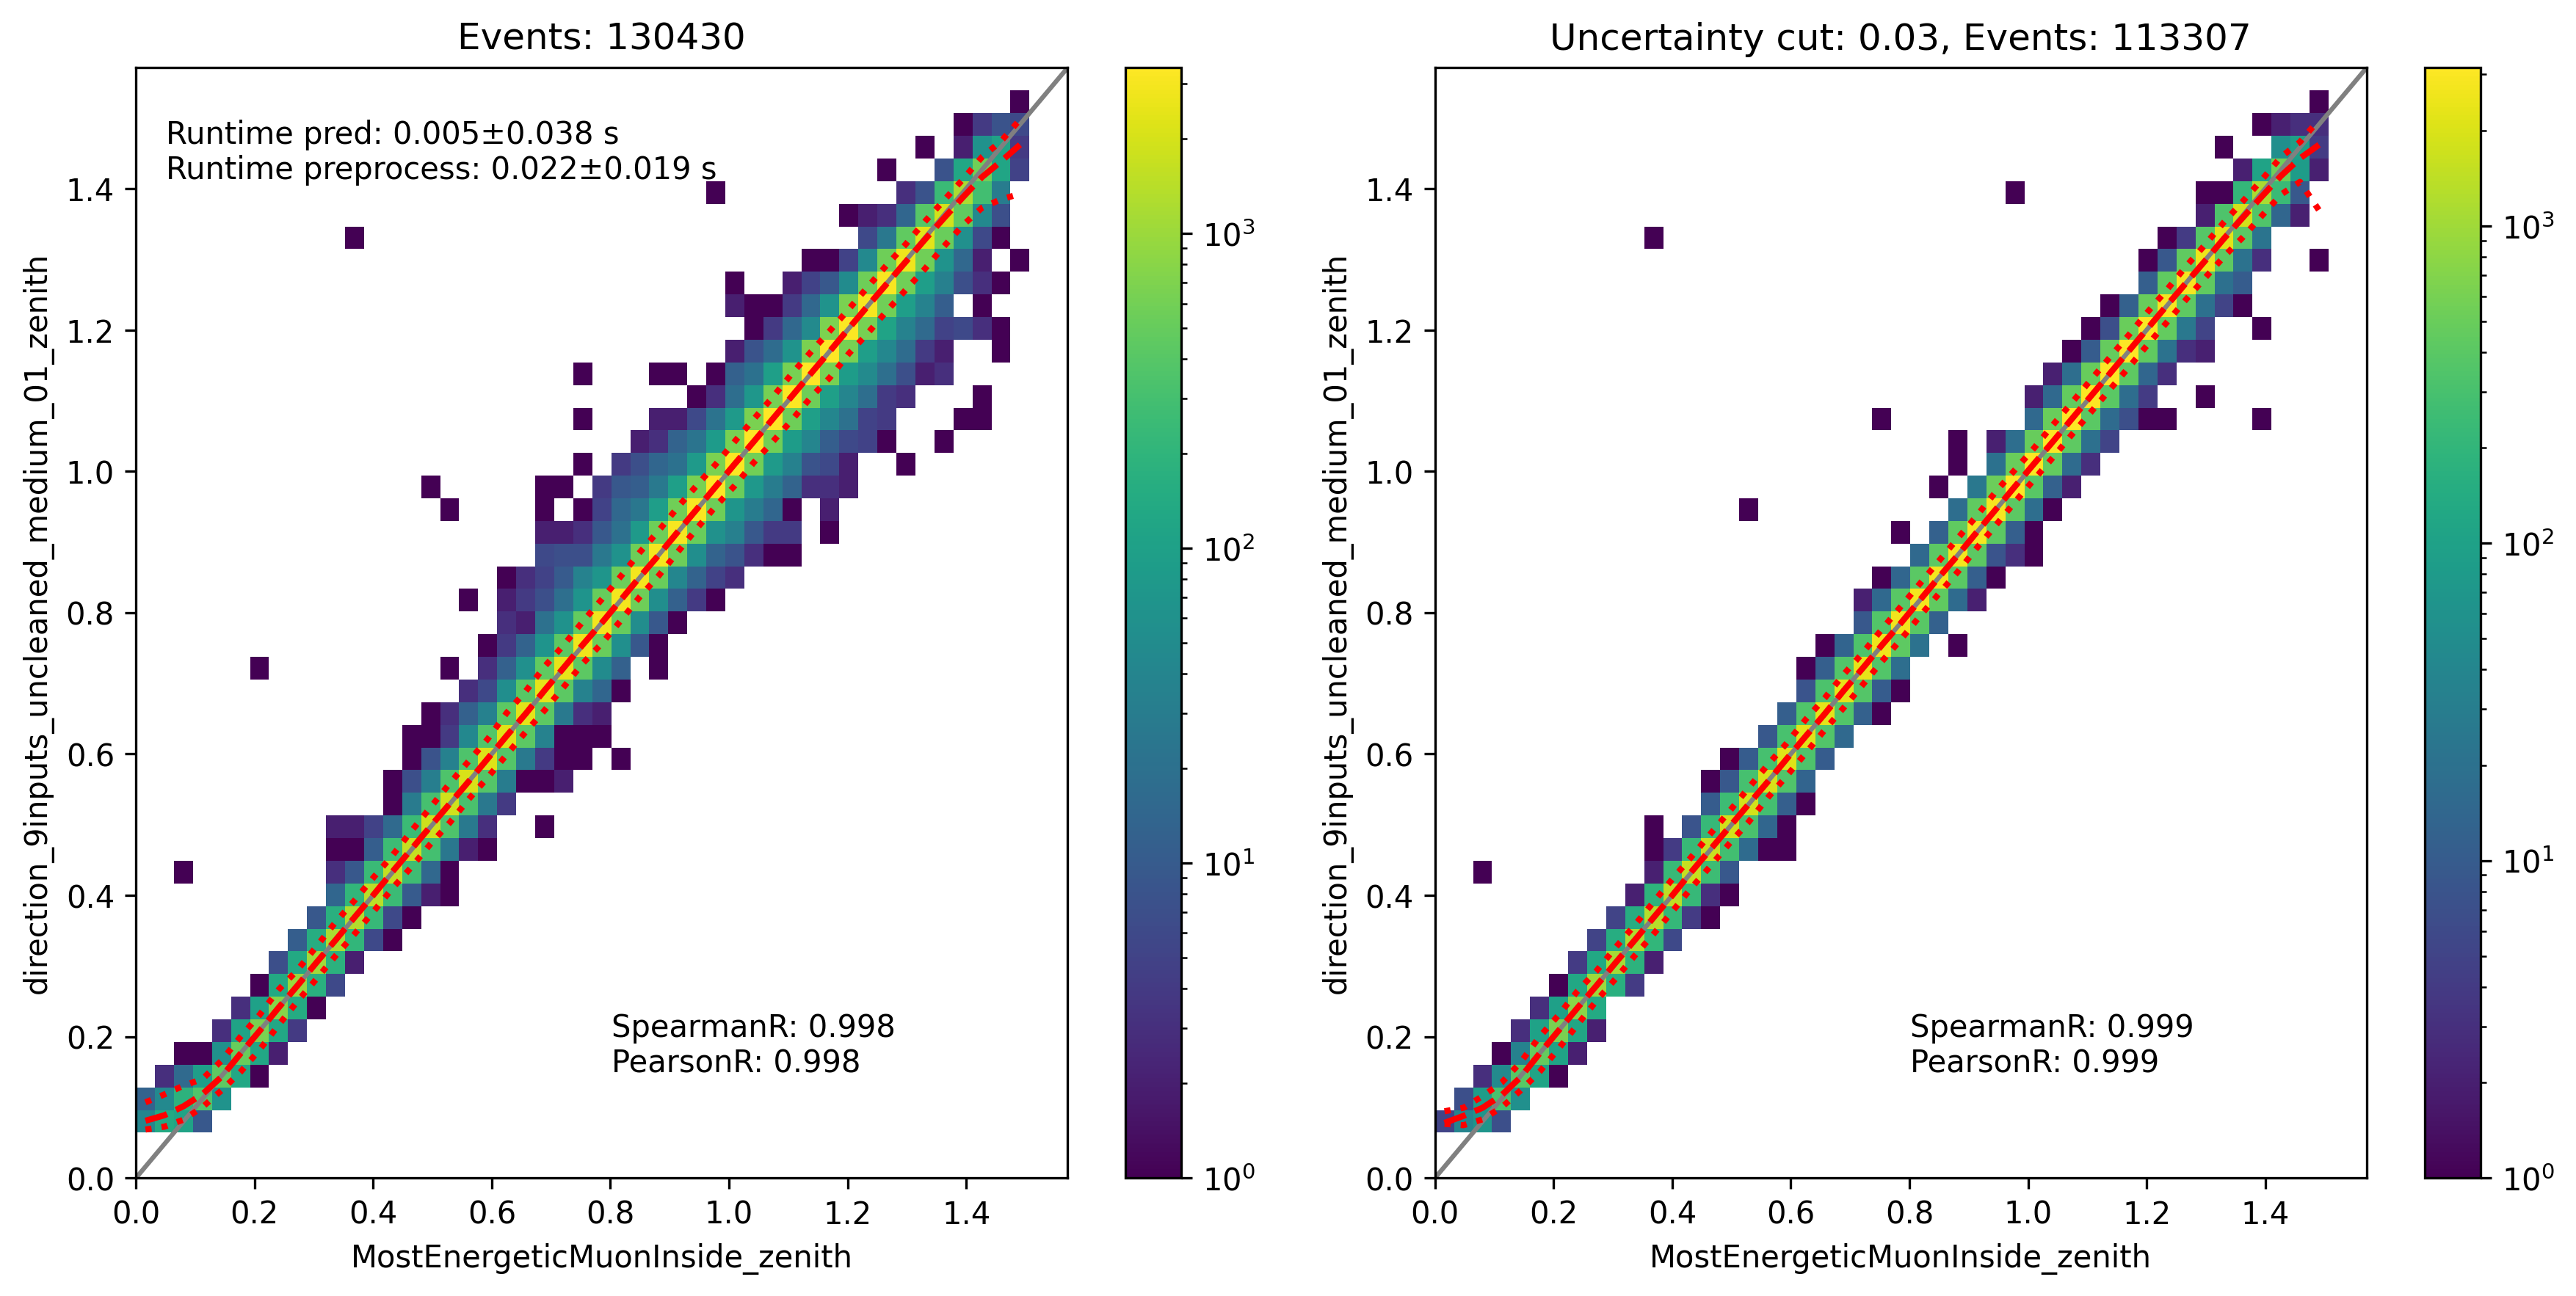 Events: 130430
Runtime pred: 0.005±0.038 s
Runtime preprocess: 0.022±0.019 s
SpearmanR: 0.998
PearsonR: 0.998
direction_9inputs_uncleaned_medium_01_zenith
1.4
1.2
1.0
0.8
0.6
0.4
0.2
0.0
0.0 0.2 0.4 0.6 0.8 1.0 1.2 1.4
MostEnergeticMuonInside_zenith
10³
10²
10¹
10⁰
Uncertainty cut: 0.03, Events: 113307
SpearmanR: 0.999
PearsonR: 0.999
direction_9inputs_uncleaned_medium_01_zenith
1.4
1.2
1.0
0.8
0.6
0.4
0.2
0.0
0.0 0.2 0.4 0.6 0.8 1.0 1.2 1.4
MostEnergeticMuonInside_zenith
10³
10²
10¹
10⁰